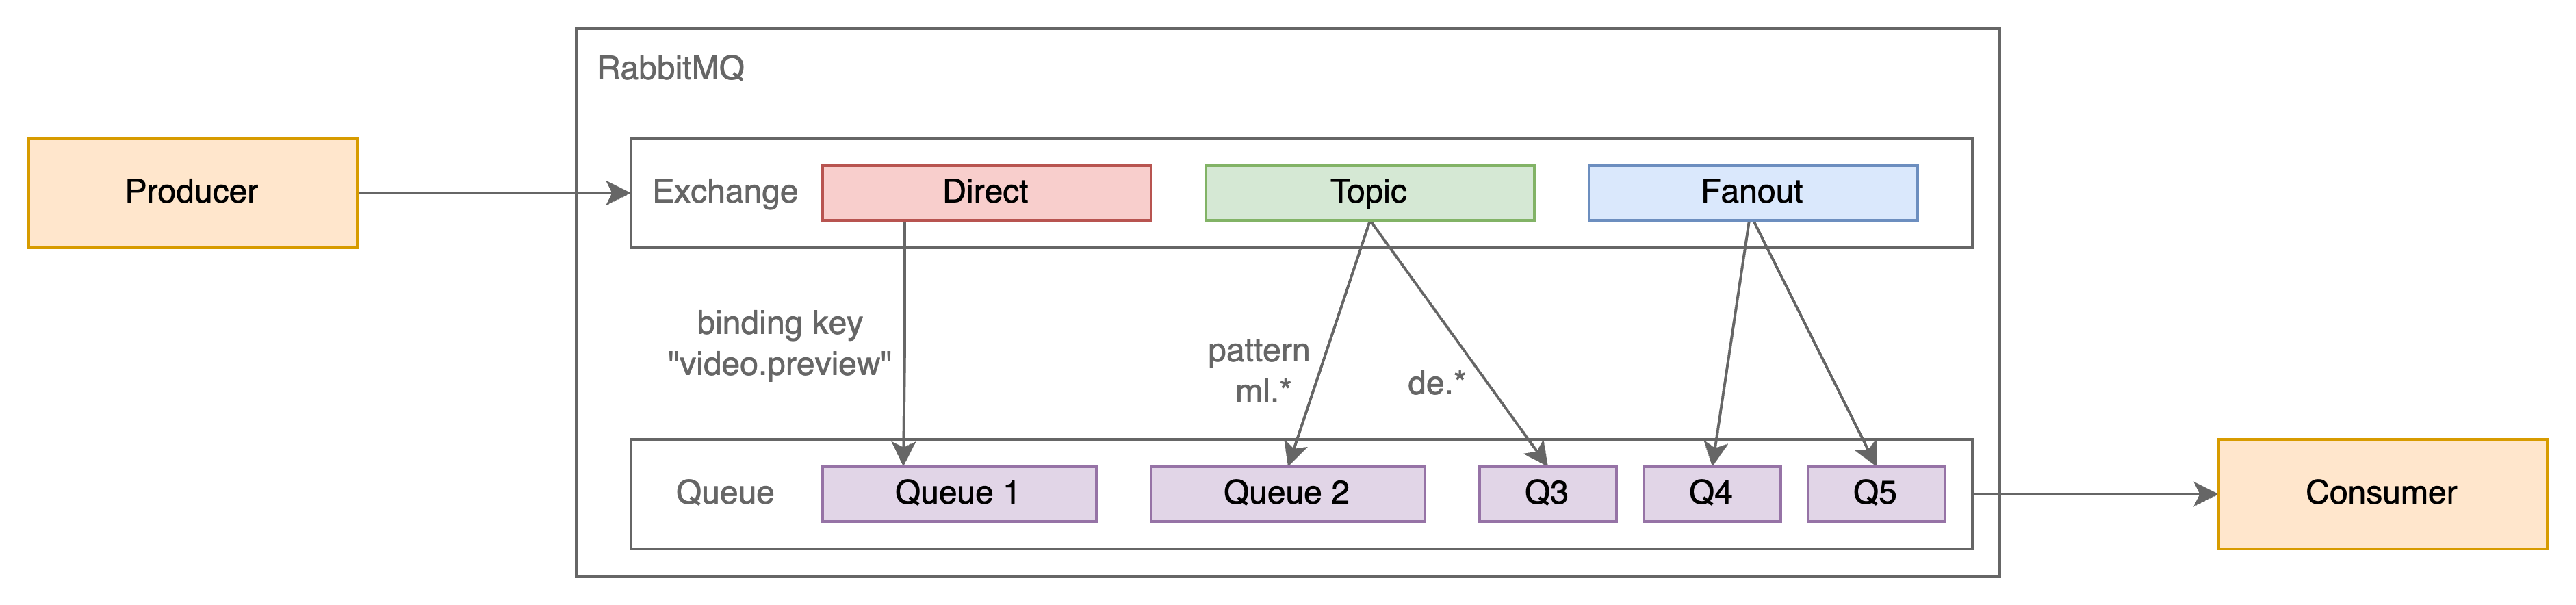 RabbitMQ
Producer
Exchange
Direct
Topic
Fanout
binding key
"video.preview"
pattern
ml.*
de.*
Queue
Queue 1
Queue 2
Q3
Q4
Q5
Consumer